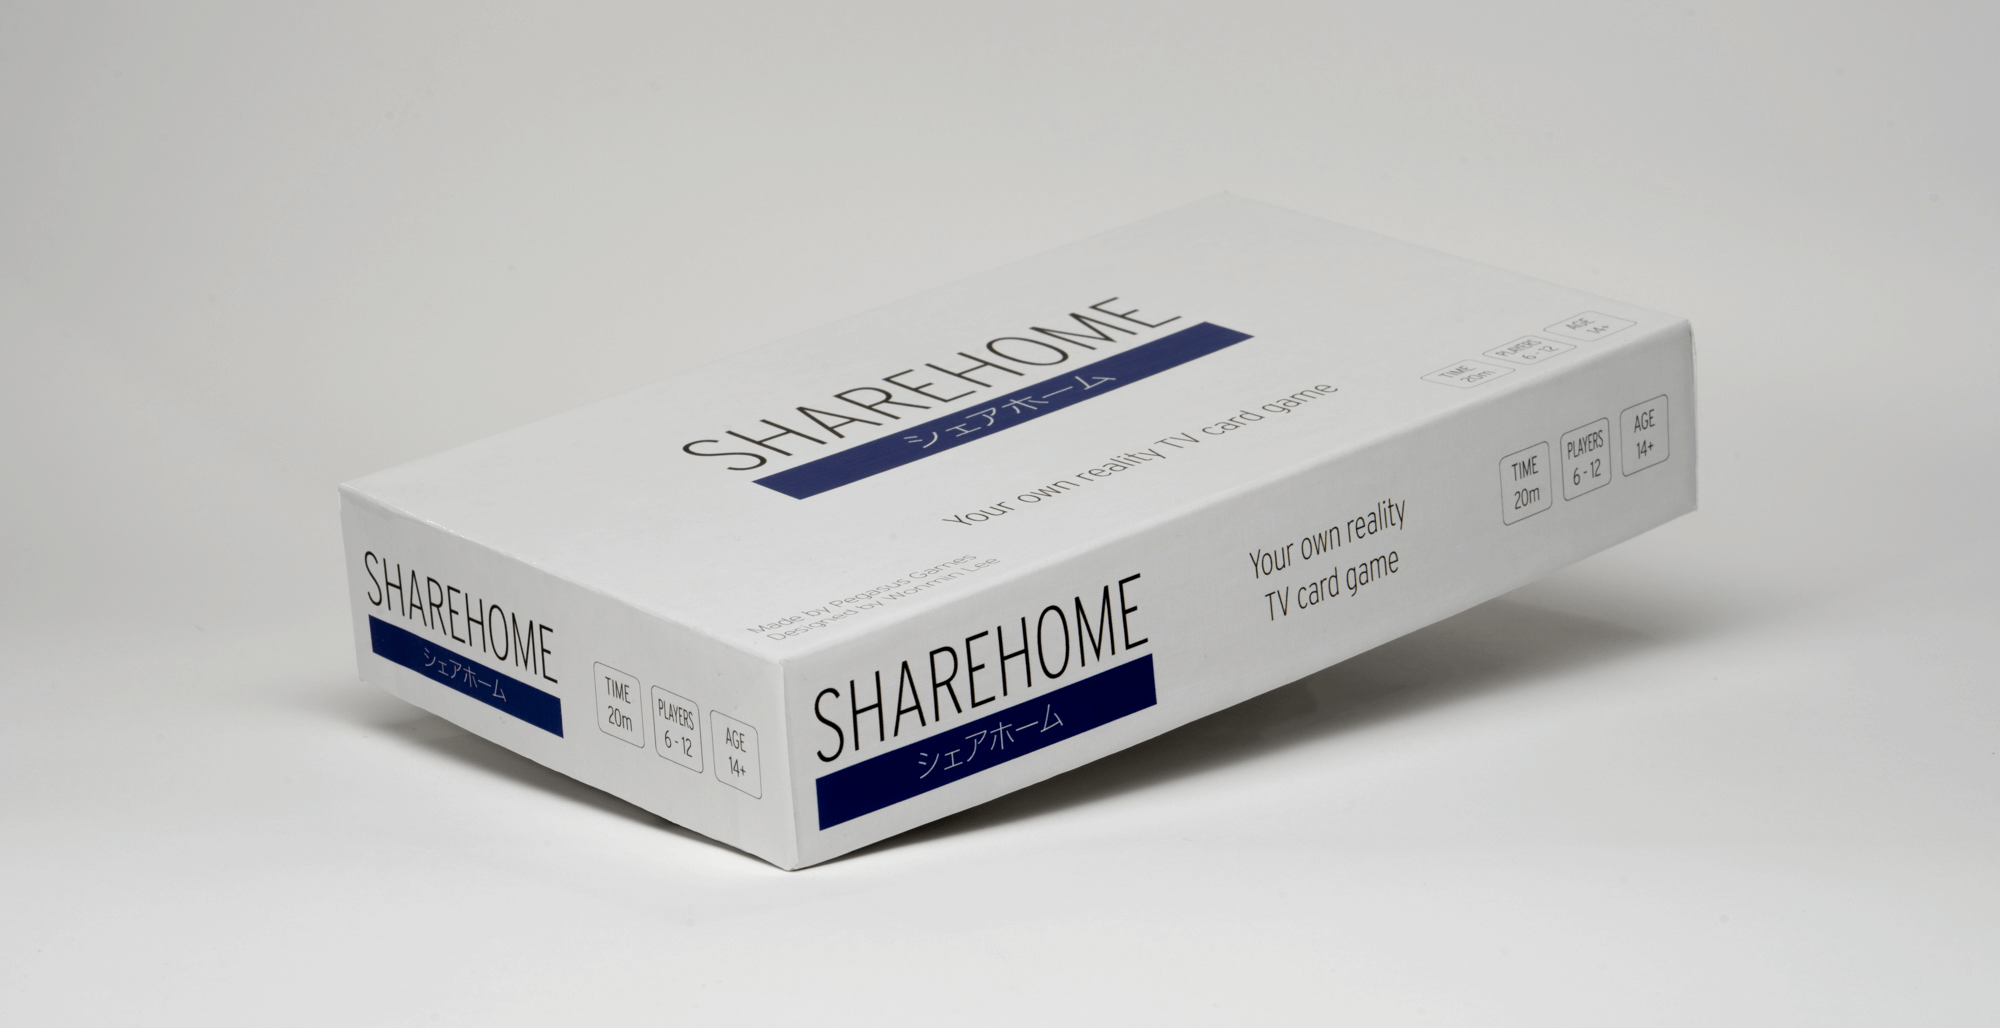 SHAREHOME
シェアホーム
Your own reality TV card game
Made by Pegasus Games
Designed by Wonmin Lee
TIME
20m
PLAYERS
6 - 12
AGE
14+
SHAREHOME
シェアホーム
TIME
20m
PLAYERS
6 - 12
AGE
14+
SHAREHOME
シェアホーム
Your own reality
TV card game
TIME
20m
PLAYERS
6 - 12
AGE
14+